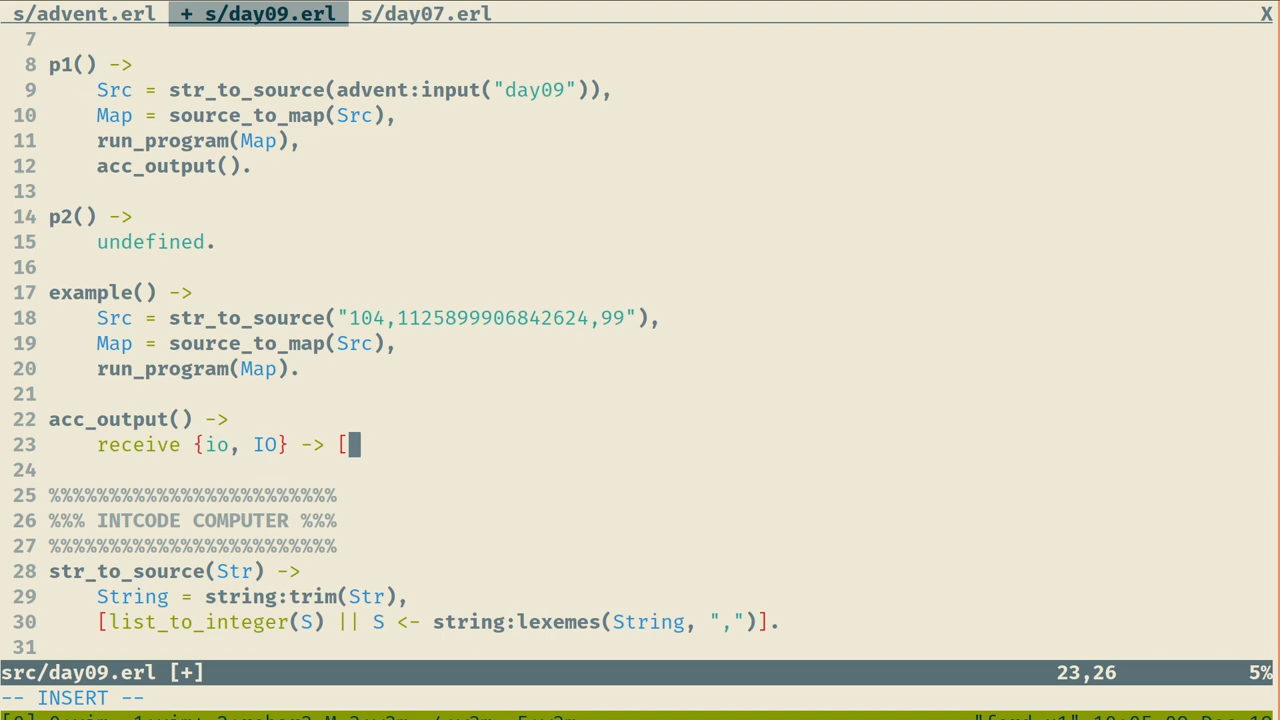 s/advent.erl + s/day09.erl s/day07.erl X
7
8 p1() ->
9     Src = str_to_source(advent:input("day09")),
10     Map = source_to_map(Src),
11     run_program(Map),
12     acc_output().
13
14 p2() ->
15     undefined.
16
17 example() ->
18     Src = str_to_source("104,1125899906842624,99"),
19     Map = source_to_map(Src),
20     run_program(Map).
21
22 acc_output() ->
23     receive {io, IO} -> [
24
25 %%%%%%%%%%%%%%%%%%%%%%%%
26 %%% INTCODE COMPUTER %%%
27 %%%%%%%%%%%%%%%%%%%%%%%%
28 str_to_source(Str) ->
29     String = string:trim(Str),
30     [list_to_integer(S) || S <- string:lexemes(String, ",")].
31
src/day09.erl [+] 23,26 5%
-- INSERT --